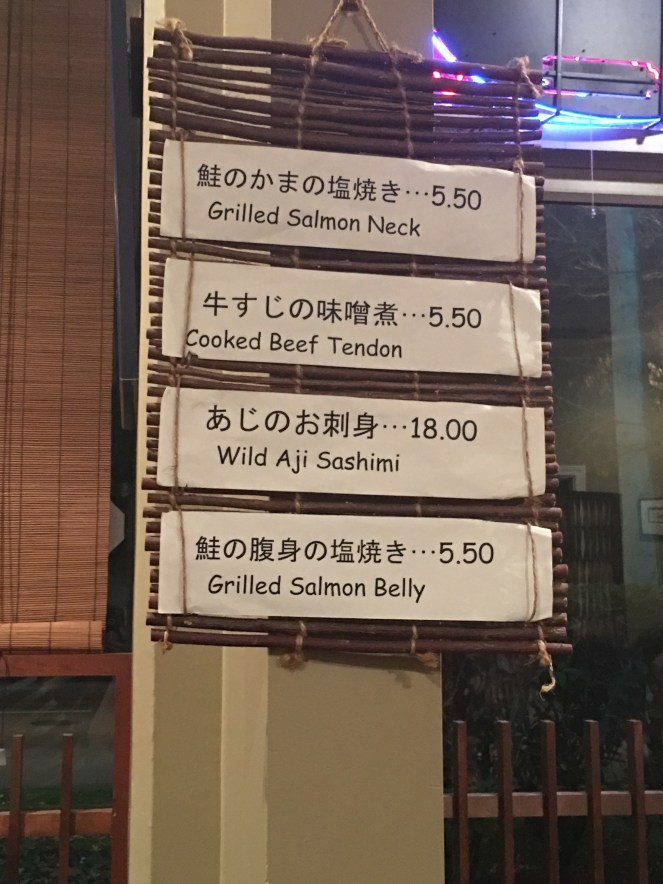 鮭のかまの塩焼き…5.50
Grilled Salmon Neck
牛すじの味噌煮…5.50
Cooked Beef Tendon
あじのお刺身…18.00
Wild Aji Sashimi
鮭の腹身の塩焼き…5.50
Grilled Salmon Belly